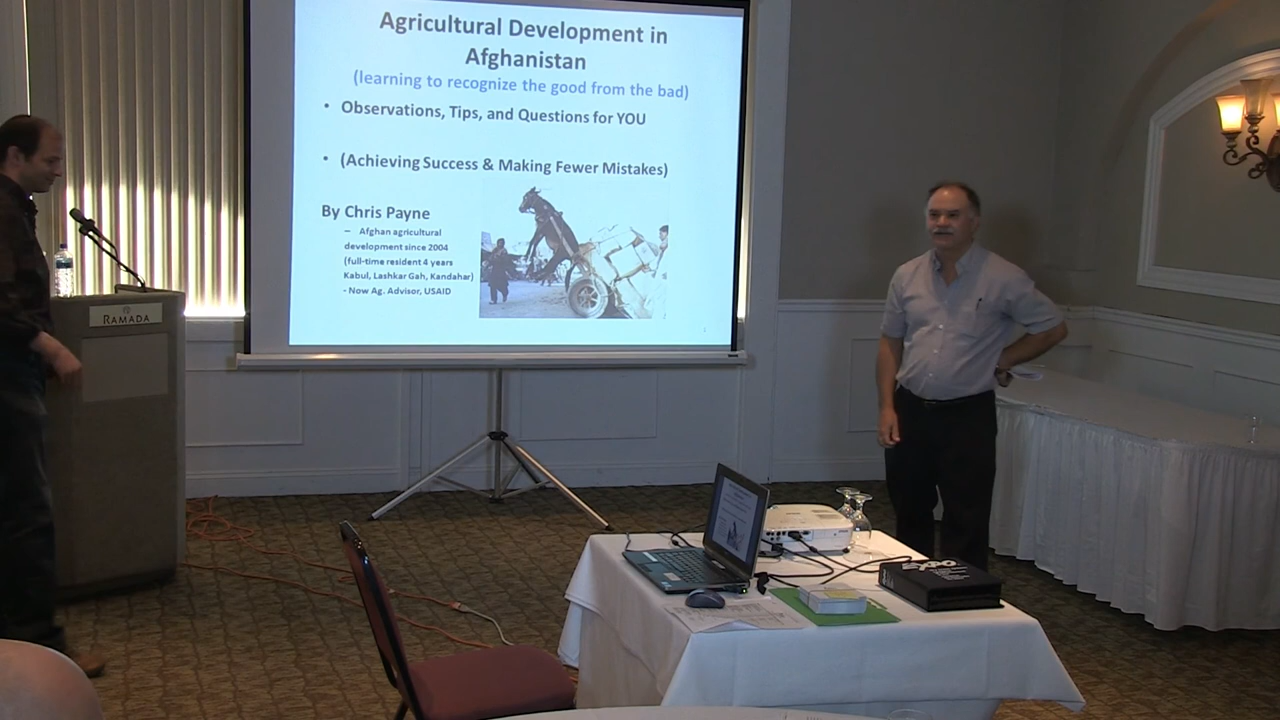 Agricultural Development in
Afghanistan
(learning to recognize the good from the bad)
• Observations, Tips, and Questions for YOU
• (Achieving Success & Making Fewer Mistakes)
By Chris Payne
– Afghan agricultural
development since 2004
(full-time resident 4 years
Kabul, Lashkar Gah, Kandahar)
- Now Ag. Advisor, USAID
RAMADA